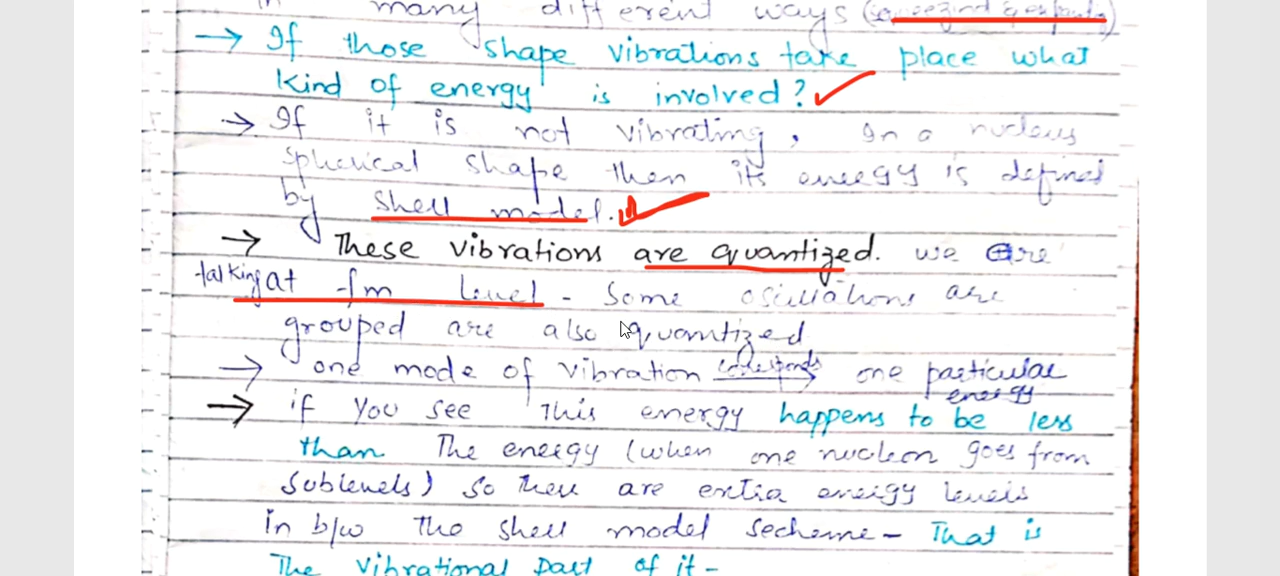 in many different ways (squeezing
→ If those shape vibrations take place what
kind of energy is involved?
→ If it is not vibrating, In a nucleus
spherical shape then its energy is defined
by shell model.
→ These vibrations are quantized. we are
talking at fm level - Some oscillations are
grouped are also quantized
→ one mode of vibration corresponds one particular
energy
→ if you see This energy happens to be less
than The energy (when one nucleon goes from
sublevels) so there are extra energy levels
In b/w The shell model secheme - That is
The vibrational part of it -